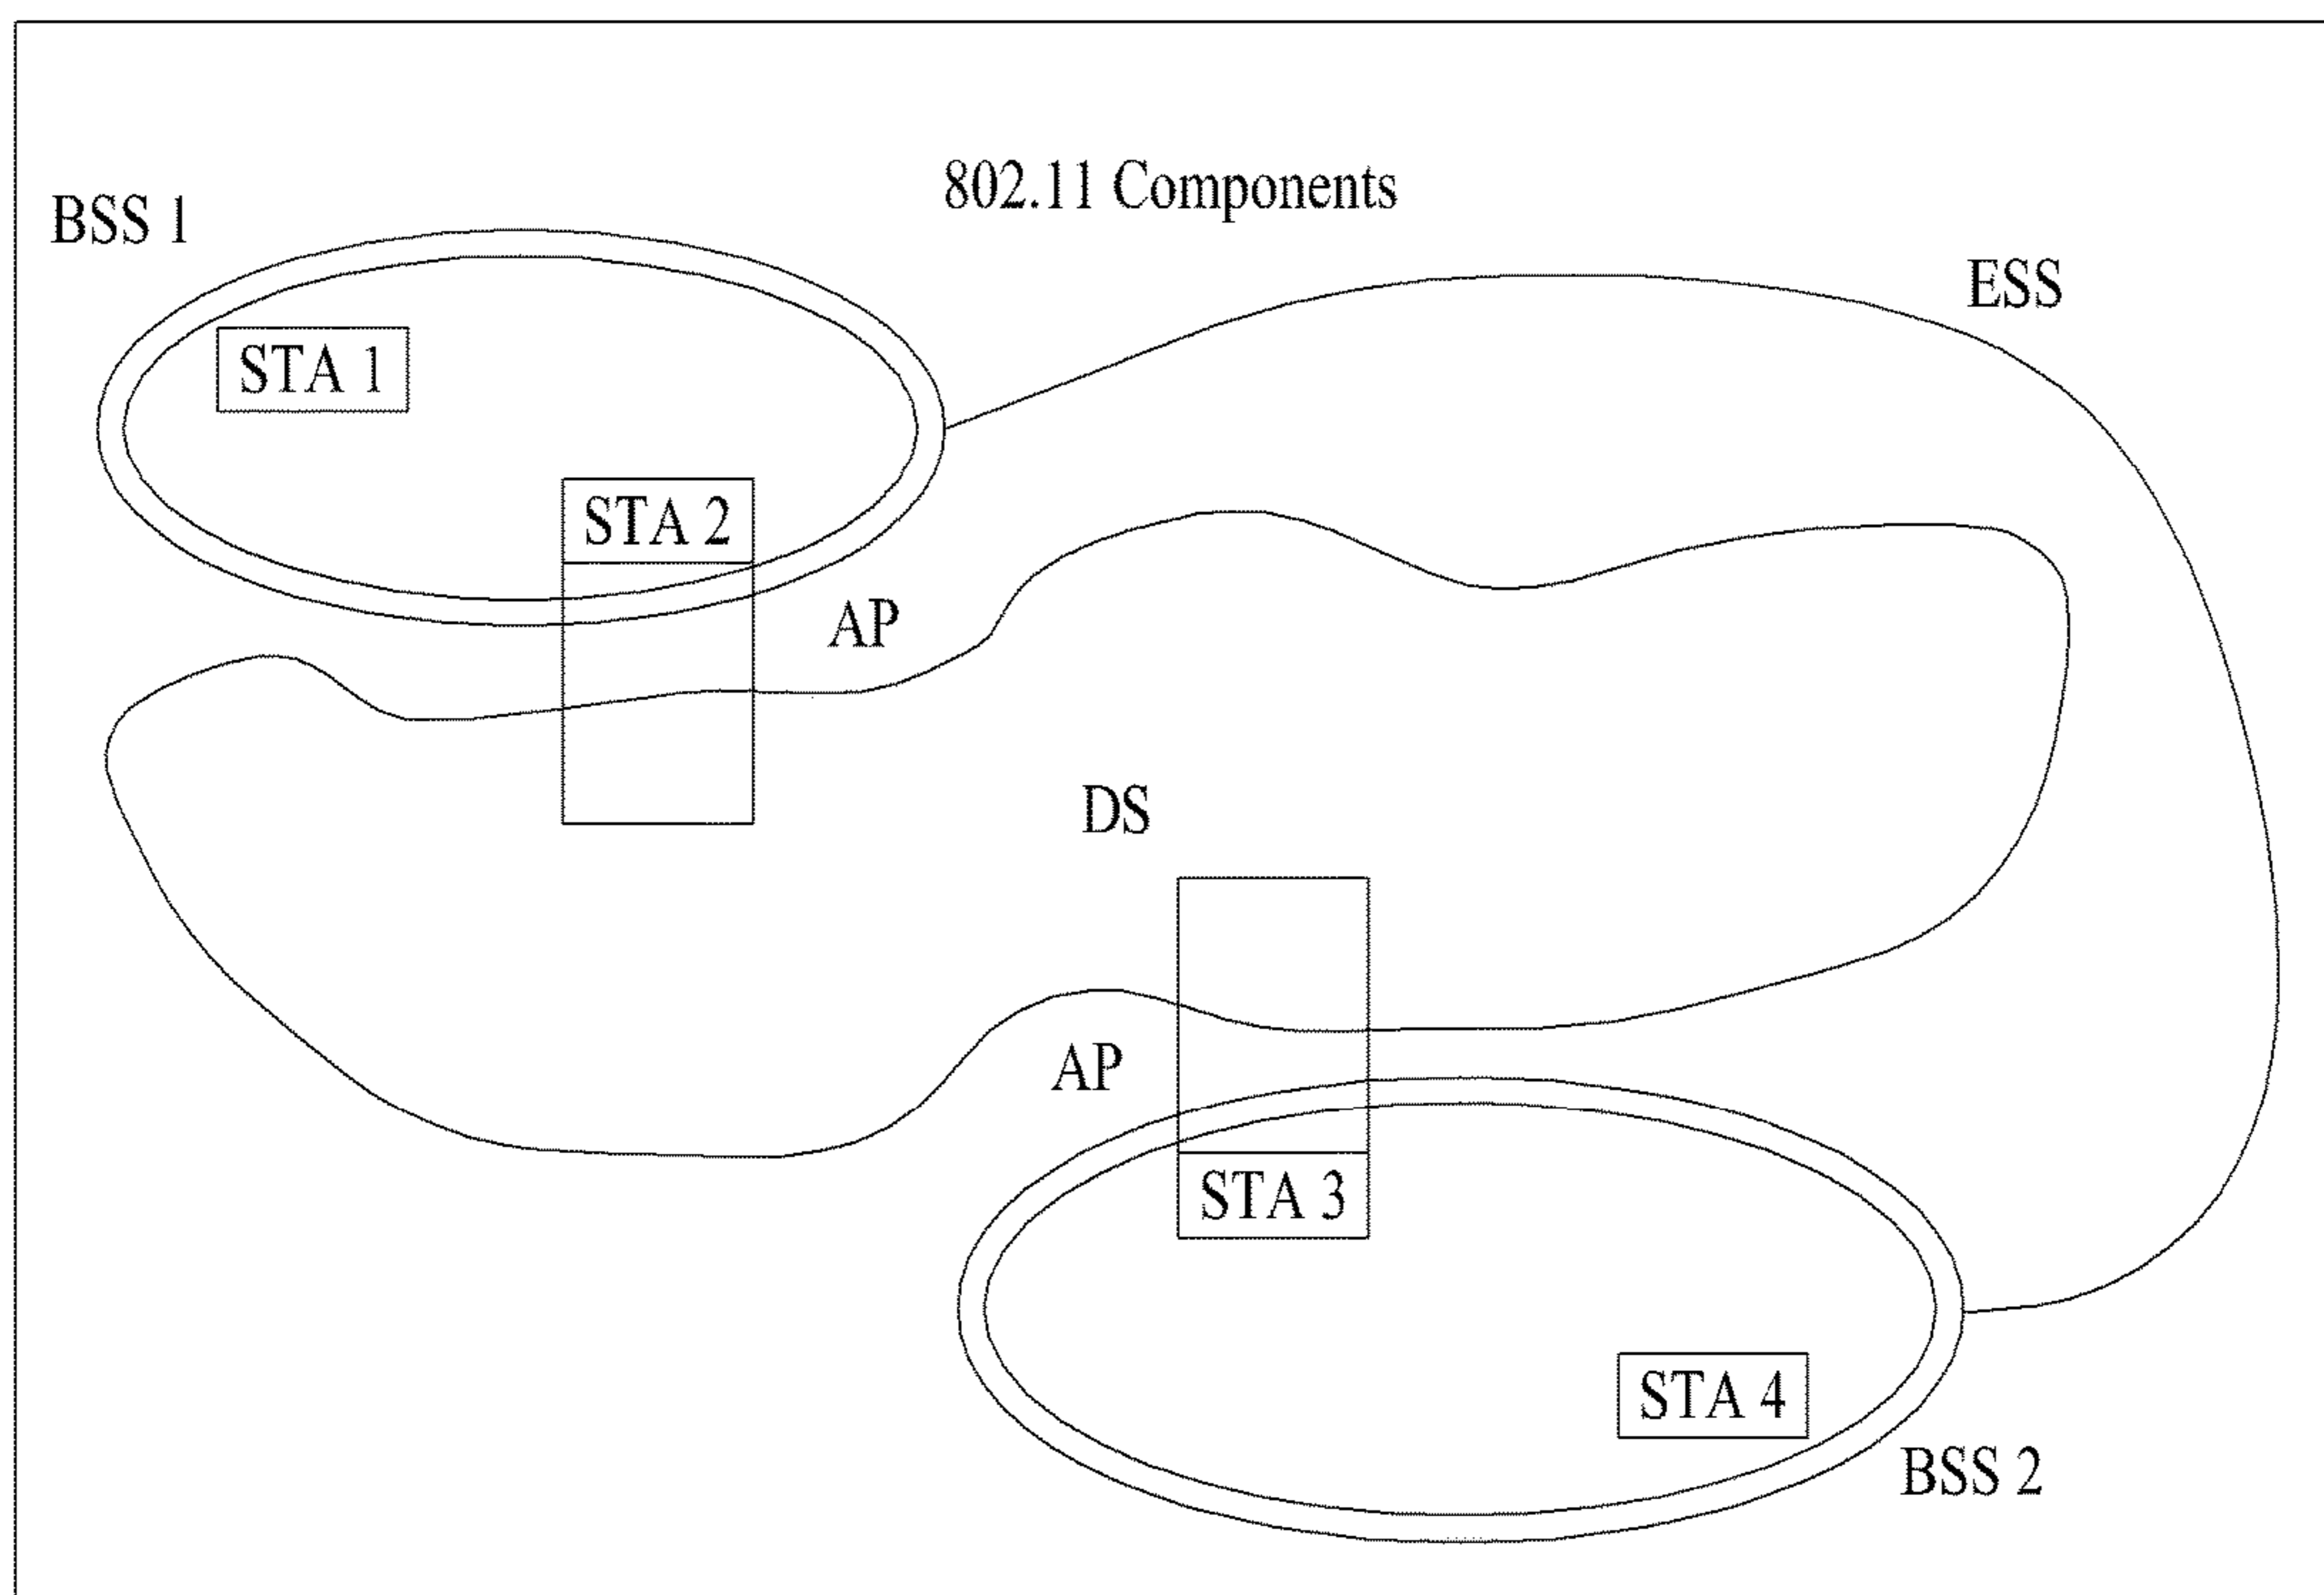 802.11 Components
BSS 1
ESS
STA 1
STA 2
AP
DS
AP
STA 3
STA 4
BSS 2